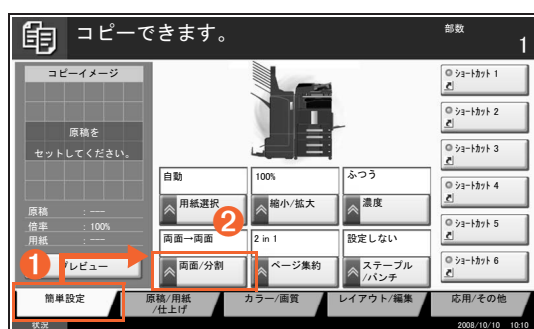 コピーできます。
部数
1
コピーイメージ
原稿を
セットしてください。
原稿 : ---
倍率 : 100%
用紙 : ---
プレビュー
自動
用紙選択
100%
縮小/拡大
ふつう
濃度
両面→両面
両面/分割
2 in 1
ページ集約
設定しない
ステープル
/パンチ
ショートカット 1
ショートカット 2
ショートカット 3
ショートカット 4
ショートカット 5
ショートカット 6
1
2
簡単設定
原稿/用紙
/仕上げ
カラー/画質
レイアウト/編集
応用/その他
状況
2008/10/10 10:10